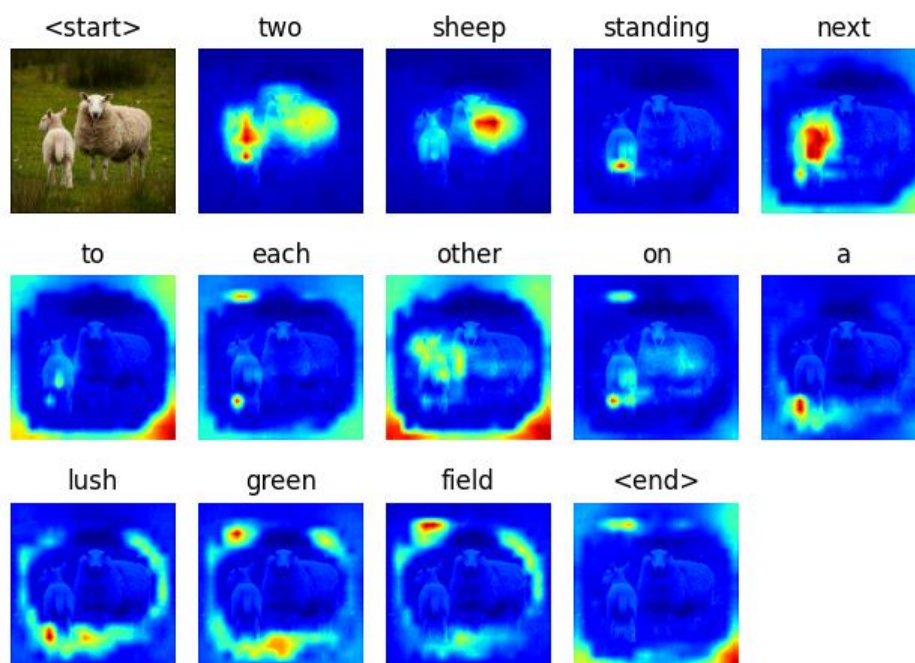 <start> two sheep standing next
to each other on a
lush green field <end>